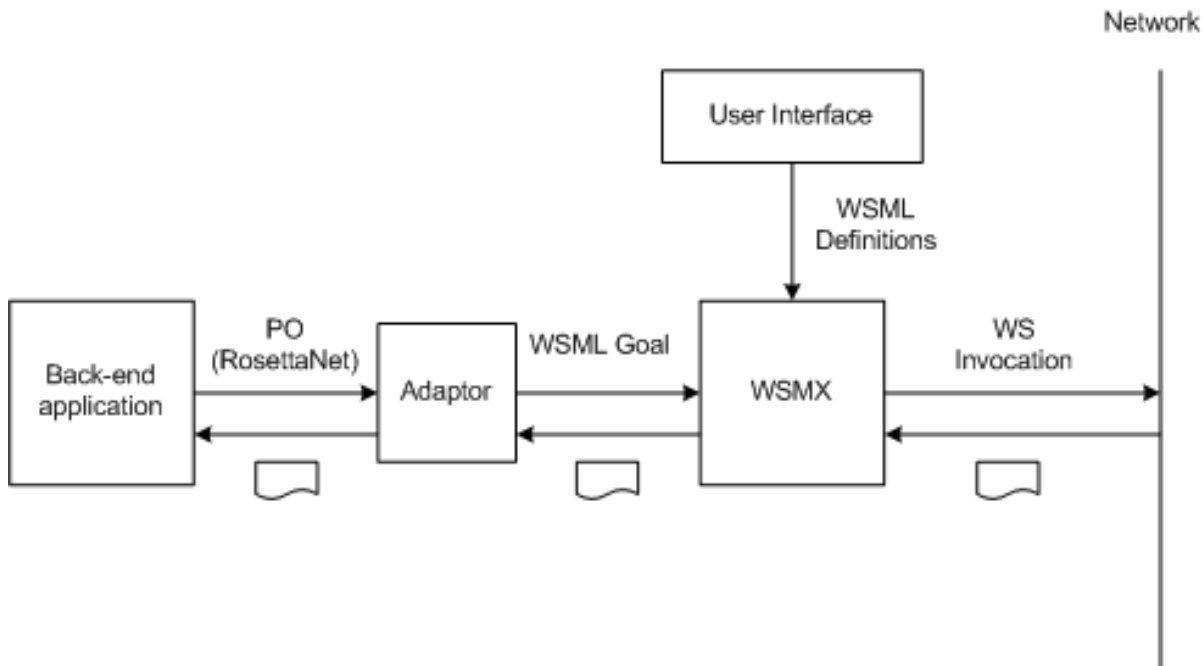 Network
User Interface
WSML
Definitions
Back-end
application
PO
(RosettaNet)
Adaptor
WSML Goal
WSMX
WS
Invocation